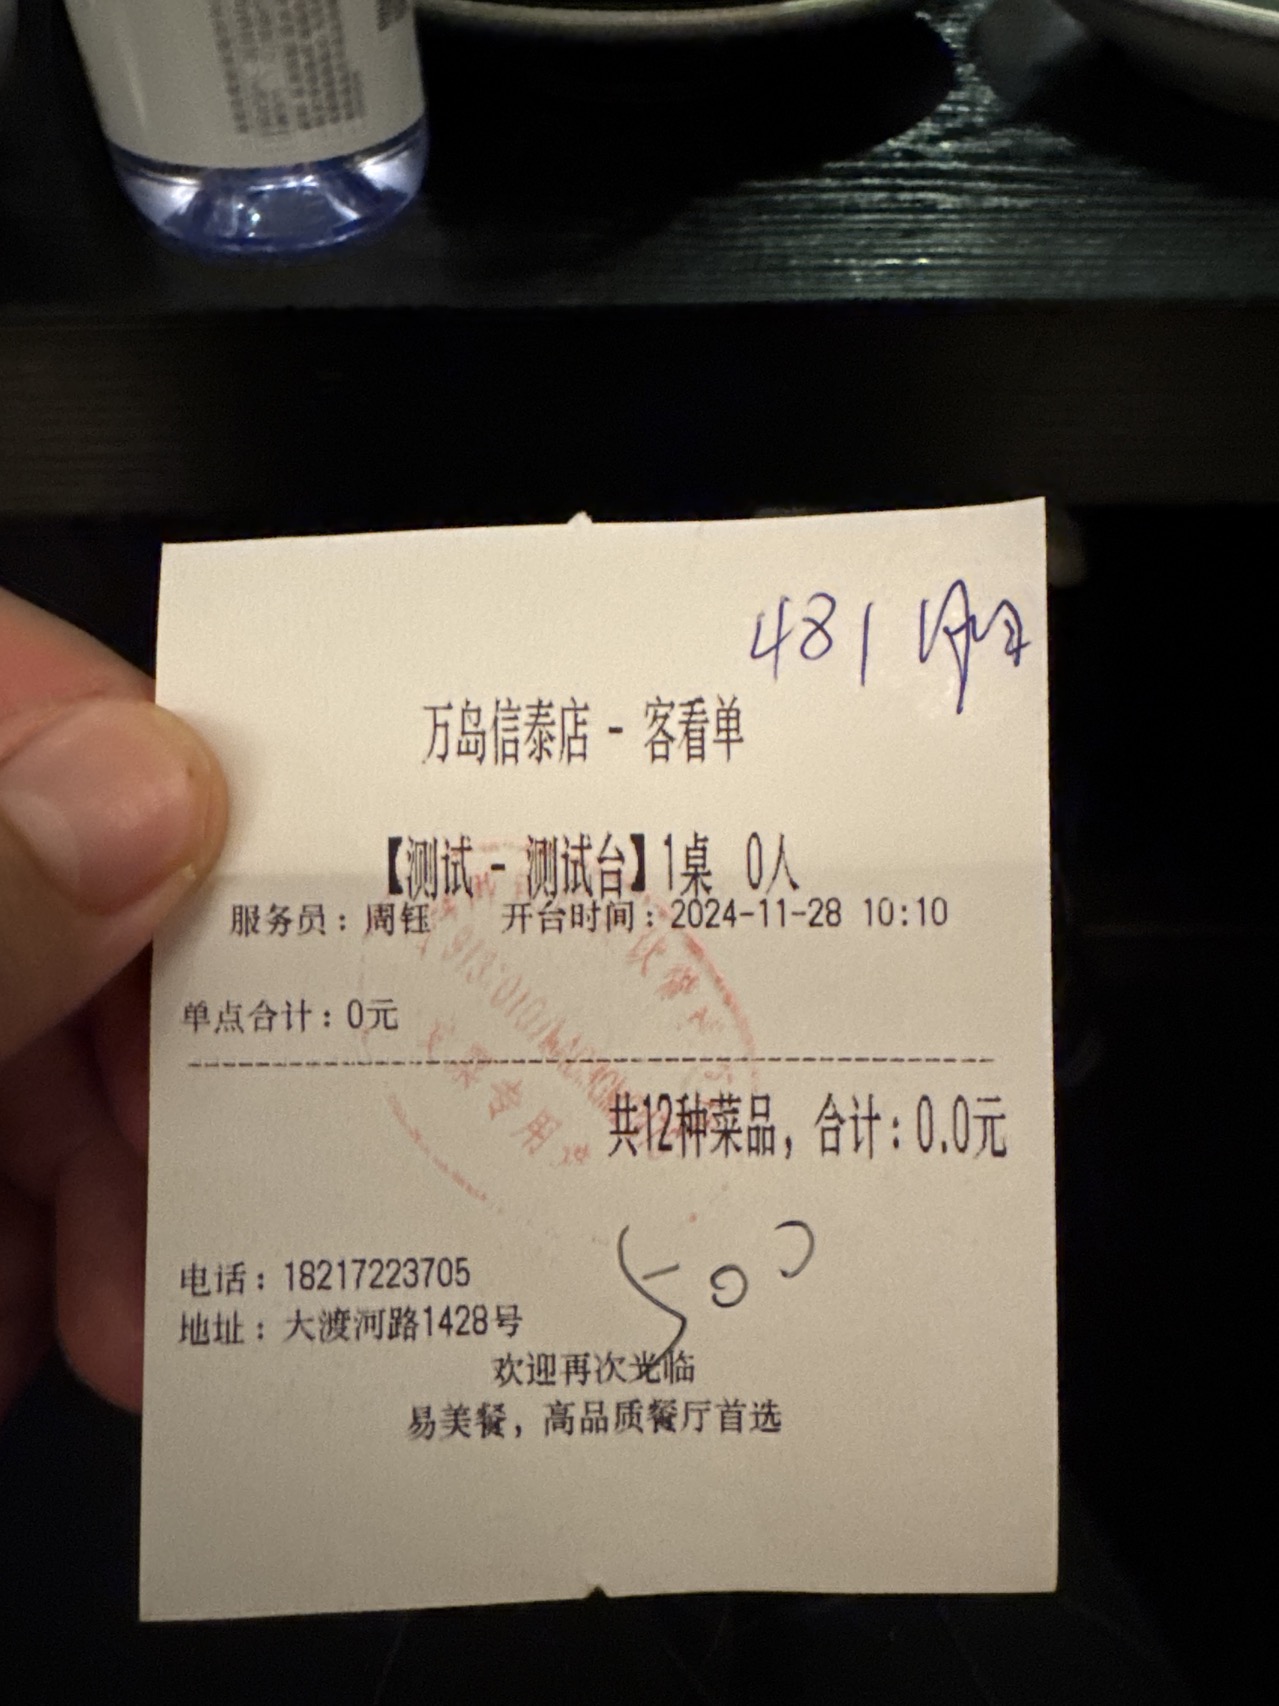 481
万岛信泰店 - 客看单
【测试 - 测试台】1桌 0人
服务员：周钰 开台时间：2024-11-28 10:10
单点合计：0元
共12种菜品，合计：0.0元
电话：18217223705
地址：大渡河路1428号
欢迎再次光临
易美餐，高品质餐厅首选